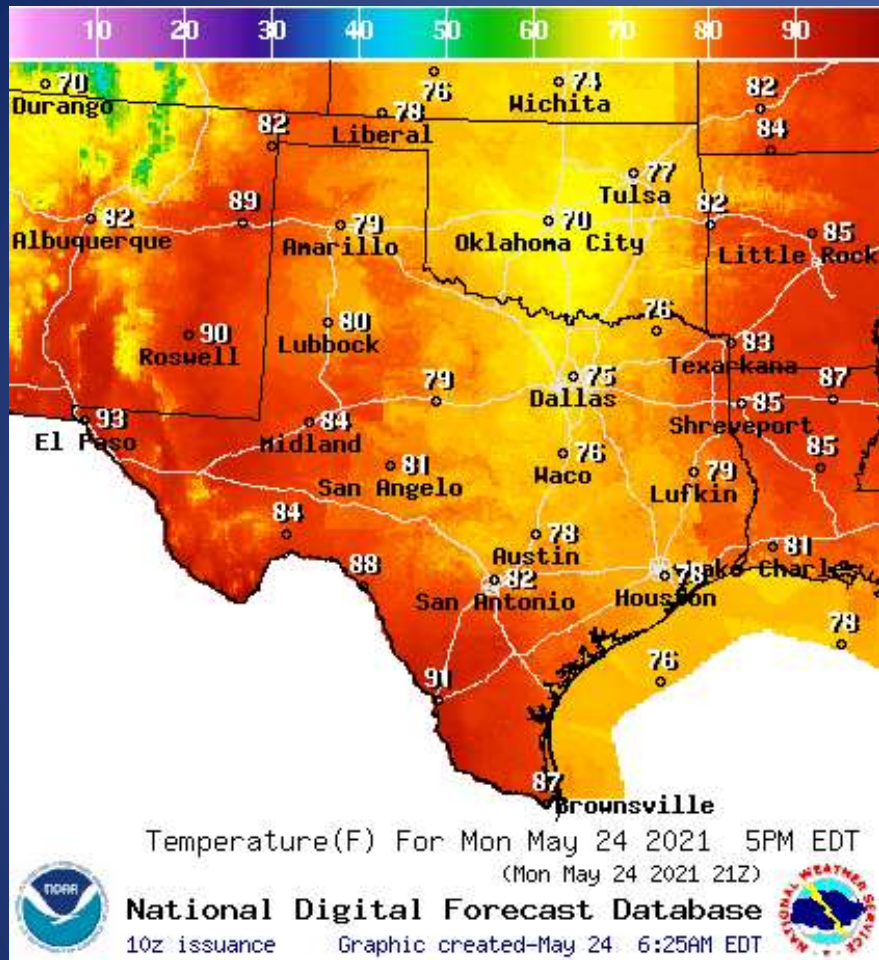 10 20 30 40 50 60 70 80 90
70
Durango
76
78
Liberal
74
Wichita
82
84
82
77
Tulsa
82
Albuquerque
89
79
Amarillo
70
Oklahoma City
82
85
Little Rock
90
Roswell
80
Lubbock
76
83
Texarkana
79
75
Dallas
87
85
Shreveport
93
El Paso
84
Midland
81
San Angelo
76
Waco
79
Lufkin
85
84
78
Austin
81
Lake Charles
88
82
San Antonio
78
Houston
78
76
91
87
Brownsville
Temperature(F) For Mon May 24 2021 5PM EDT
(Mon May 24 2021 21Z)
National Digital Forecast Database
10z issuance Graphic created-May 24 6:25AM EDT
NOAA
NATIONAL WEATHER SERVICE